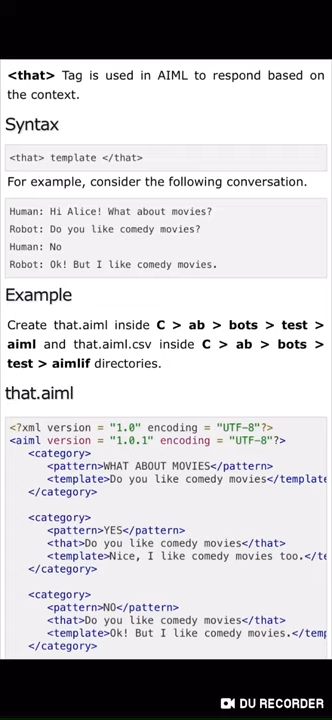 <that> Tag is used in AIML to respond based on
the context.
Syntax
<that> template </that>
For example, consider the following conversation.
Human: Hi Alice! What about movies?
Robot: Do you like comedy movies?
Human: No
Robot: Ok! But I like comedy movies.
Example
Create that.aiml inside C > ab > bots > test >
aiml and that.aiml.csv inside C > ab > bots >
test > aimlif directories.
that.aiml
<?xml version = "1.0" encoding = "UTF-8"?>
<aiml version = "1.0.1" encoding = "UTF-8"?>
<category>
<pattern>WHAT ABOUT MOVIES</pattern>
<template>Do you like comedy movies</template
</category>
<category>
<pattern>YES</pattern>
<that>Do you like comedy movies</that>
<template>Nice, I like comedy movies too.</te
</category>
<category>
<pattern>NO</pattern>
<that>Do you like comedy movies</that>
<template>Ok! But I like comedy movies.</temp
</category>
DU RECORDER